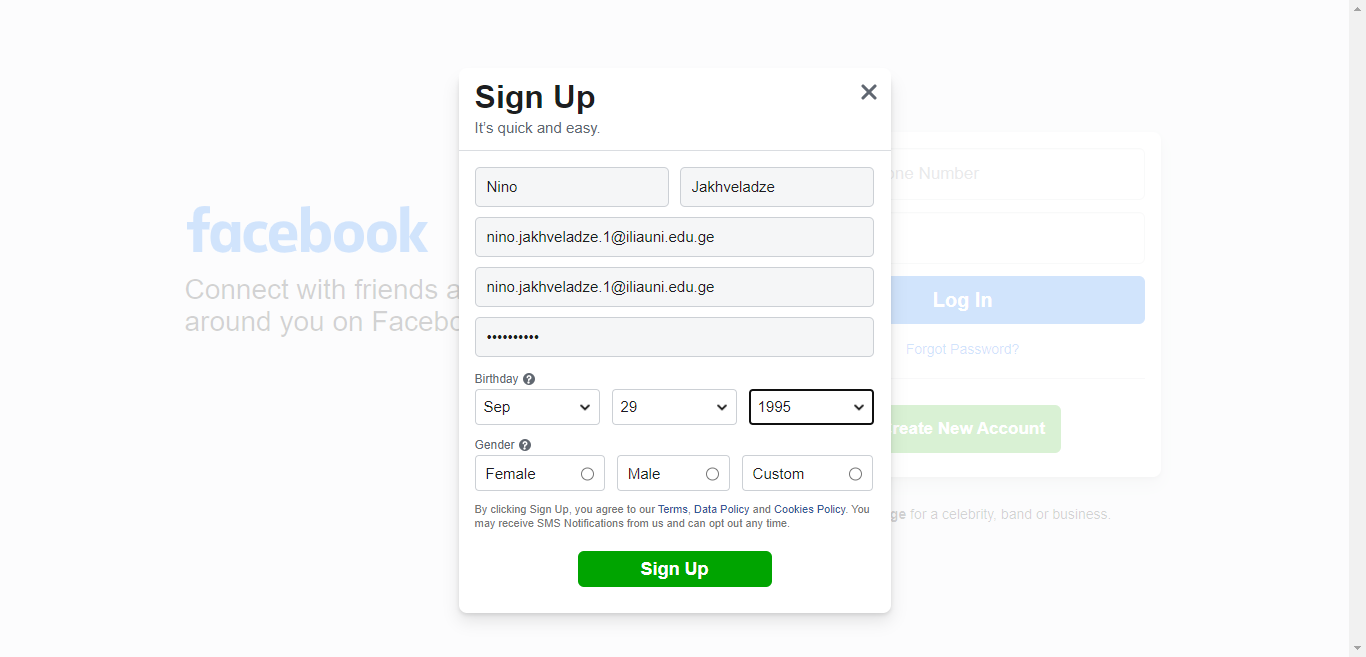 Sign Up
It's quick and easy.
Nino
Jakhveladze
nino.jakhveladze.1@iliauni.edu.ge
nino.jakhveladze.1@iliauni.edu.ge
••••••••••
Birthday ?
Sep
29
1995
Gender ?
Female
Male
Custom
By clicking Sign Up, you agree to our Terms, Data Policy and Cookies Policy. You
may receive SMS Notifications from us and can opt out any time.
Sign Up
facebook
Connect with friends
around you on Facebo
ne Number
Log In
Forgot Password?
reate New Account
ge for a celebrity, band or business.